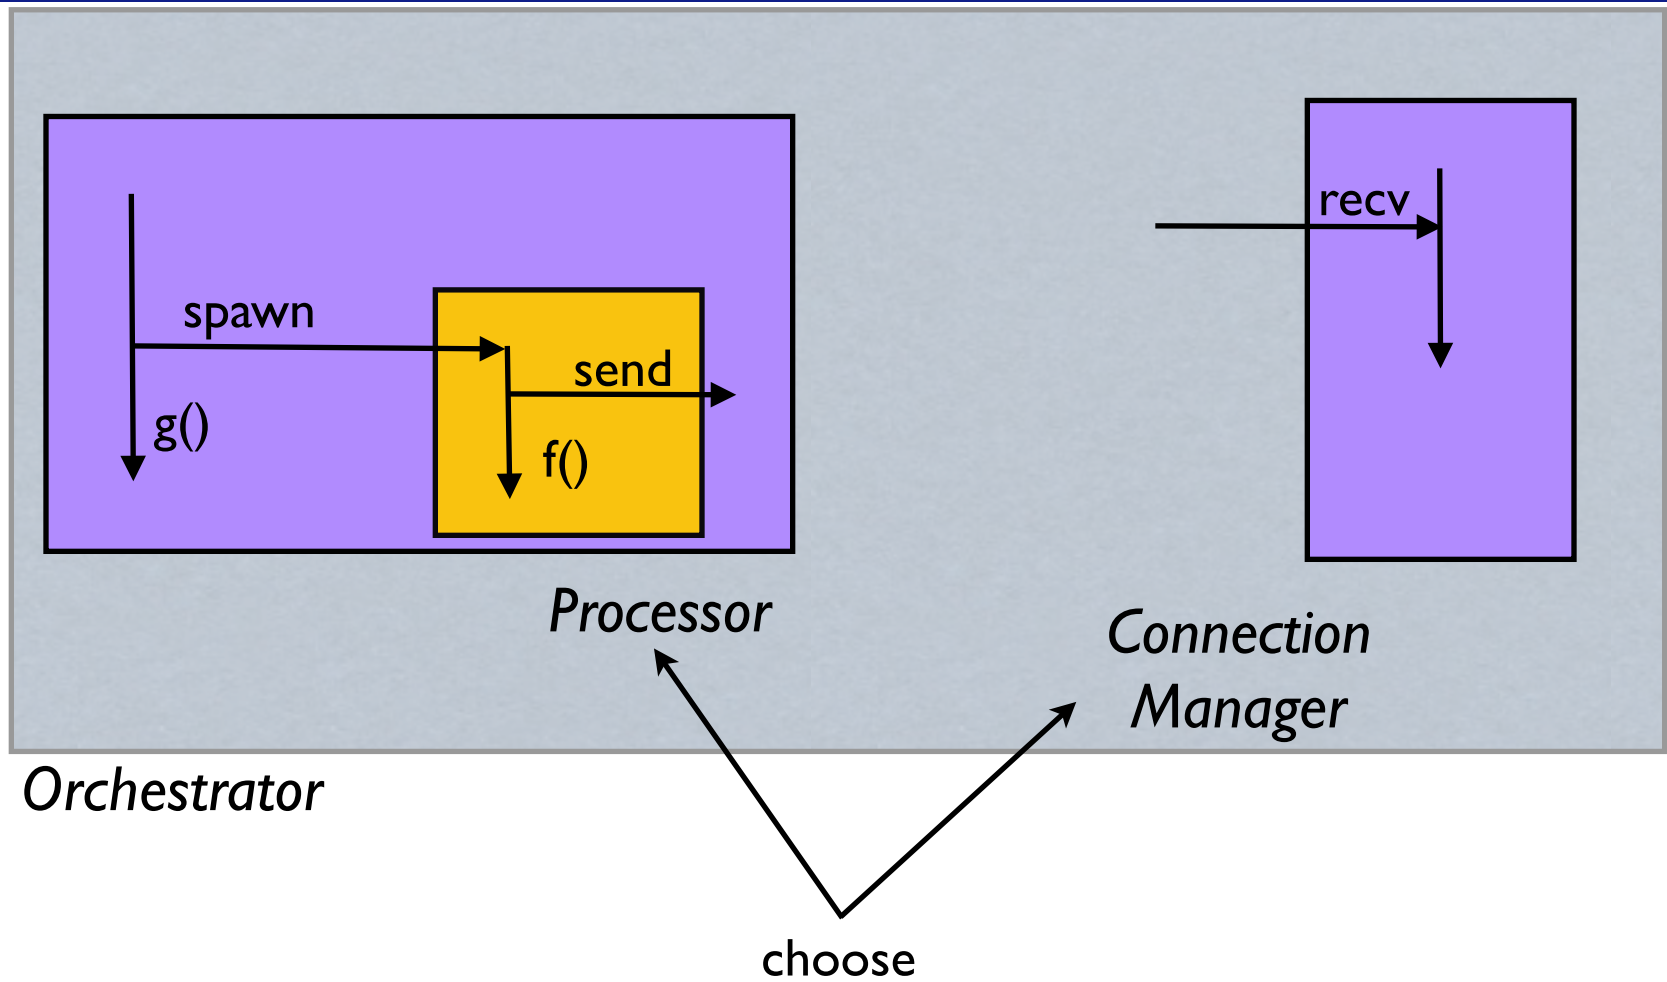 recv
spawn
send
g()
f()
Processor
Connection
Manager
Orchestrator
choose